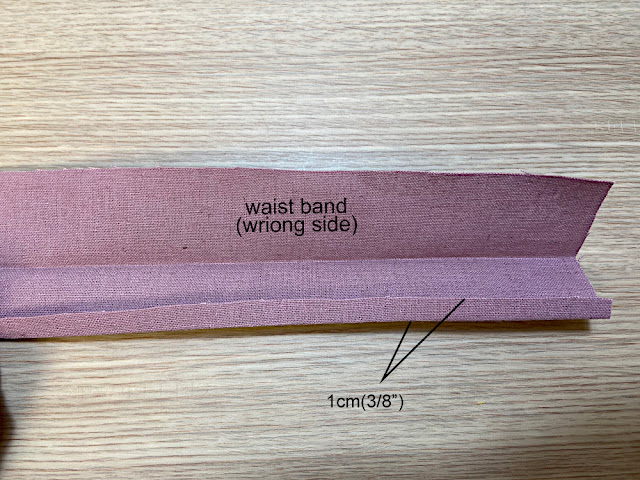 waist band
(wriong side)
1cm(3/8”)